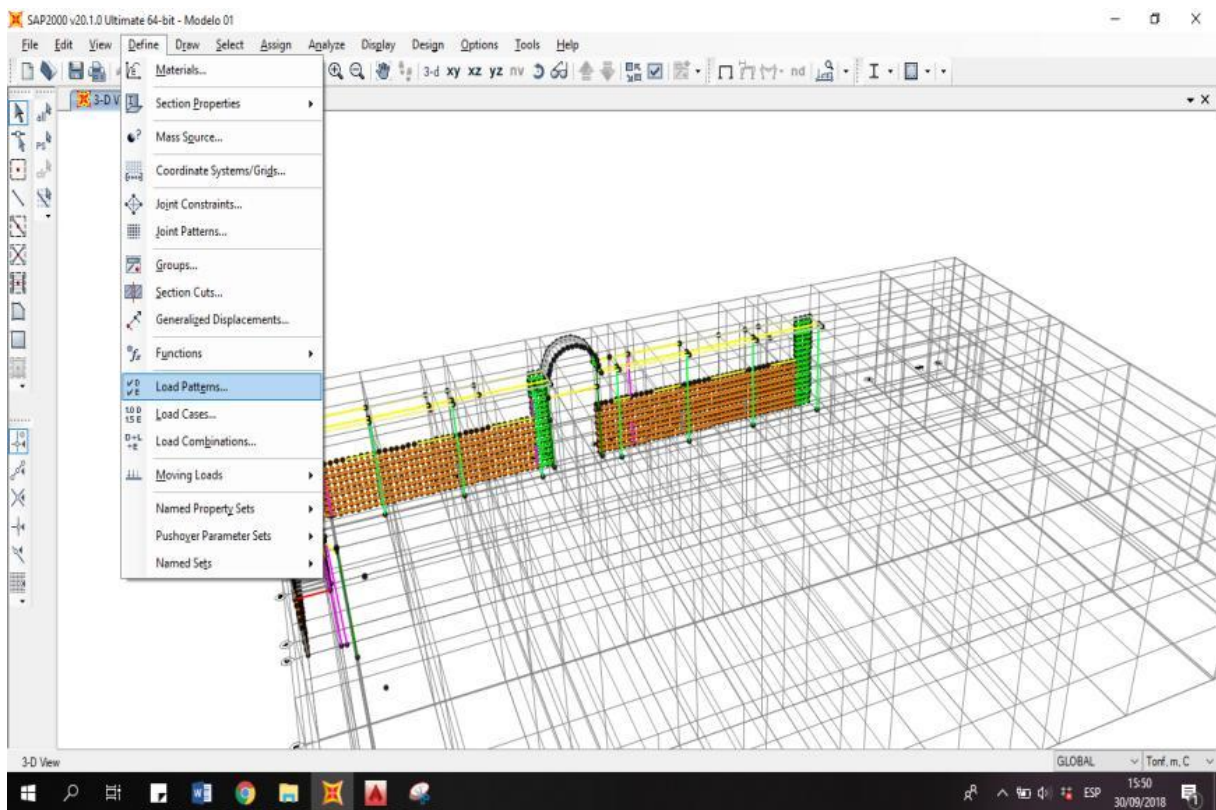 SAP2000 v20.1.0 Ultimate 64-bit - Modelo 01
File Edit View Define Draw Select Assign Analyze Display Design Options Tools Help
3-d xy xz yz nv nd
3-D V
all
PS
clr
Materials...
Section Properties
Mass Source...
Coordinate Systems/Grids...
Joint Constraints...
Joint Patterns...
Groups...
Section Cuts...
Generalized Displacements...
Functions
Load Patterns...
Load Cases...
Load Combinations...
Moving Loads
Named Property Sets
Pushover Parameter Sets
Named Sets
3-D View
GLOBAL
Tonf, m, C
ESP
15:50
30/09/2018